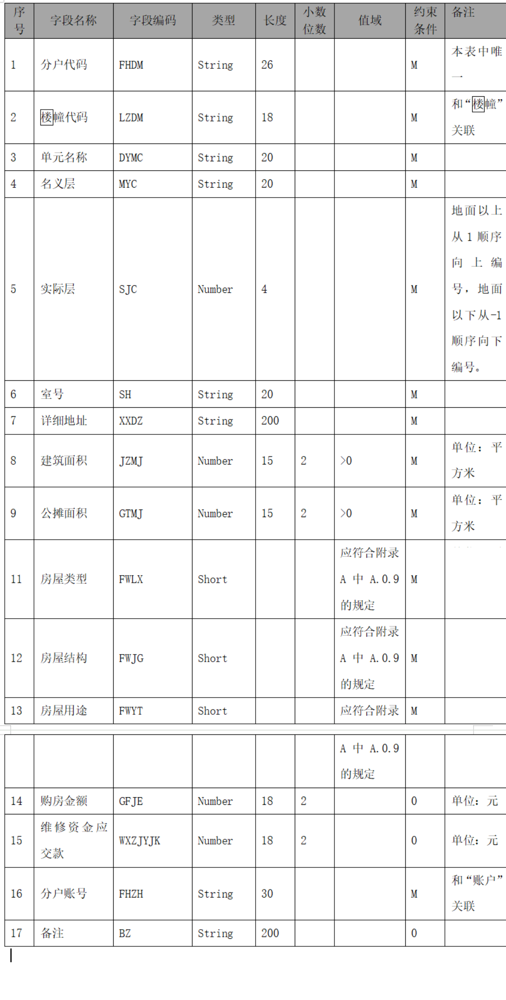 序号 字段名称 字段编码 类型 长度 小数位数 值域 约束条件 备注
1 分户代码 FHDM String 26 M 本表中唯一
2 楼幢代码 LZDM String 18 M 和“楼幢”关联
3 单元名称 DYMC String 20 M
4 名义层 MYC String 20 M
5 实际层 SJC Number 4 M 地面以上从1顺序向上编号，地面以下从-1顺序向下编号。
6 室号 SH String 20 M
7 详细地址 XXDZ String 200 M
8 建筑面积 JZMJ Number 15 2 >0 M 单位：平方米
9 公摊面积 GTMJ Number 15 2 >0 M 单位：平方米
11 房屋类型 FWLX Short 应符合附录A中A.0.9的规定 M
12 房屋结构 FWJG Short 应符合附录A中A.0.9的规定 M
13 房屋用途 FWYT Short 应符合附录 M
A中A.0.9的规定
14 购房金额 GFJE Number 18 2 O 单位：元
15 维修资金应交款 WXZJYJK Number 18 2 O 单位：元
16 分户账号 FHZH String 30 M 和“账户”关联
17 备注 BZ String 200 O